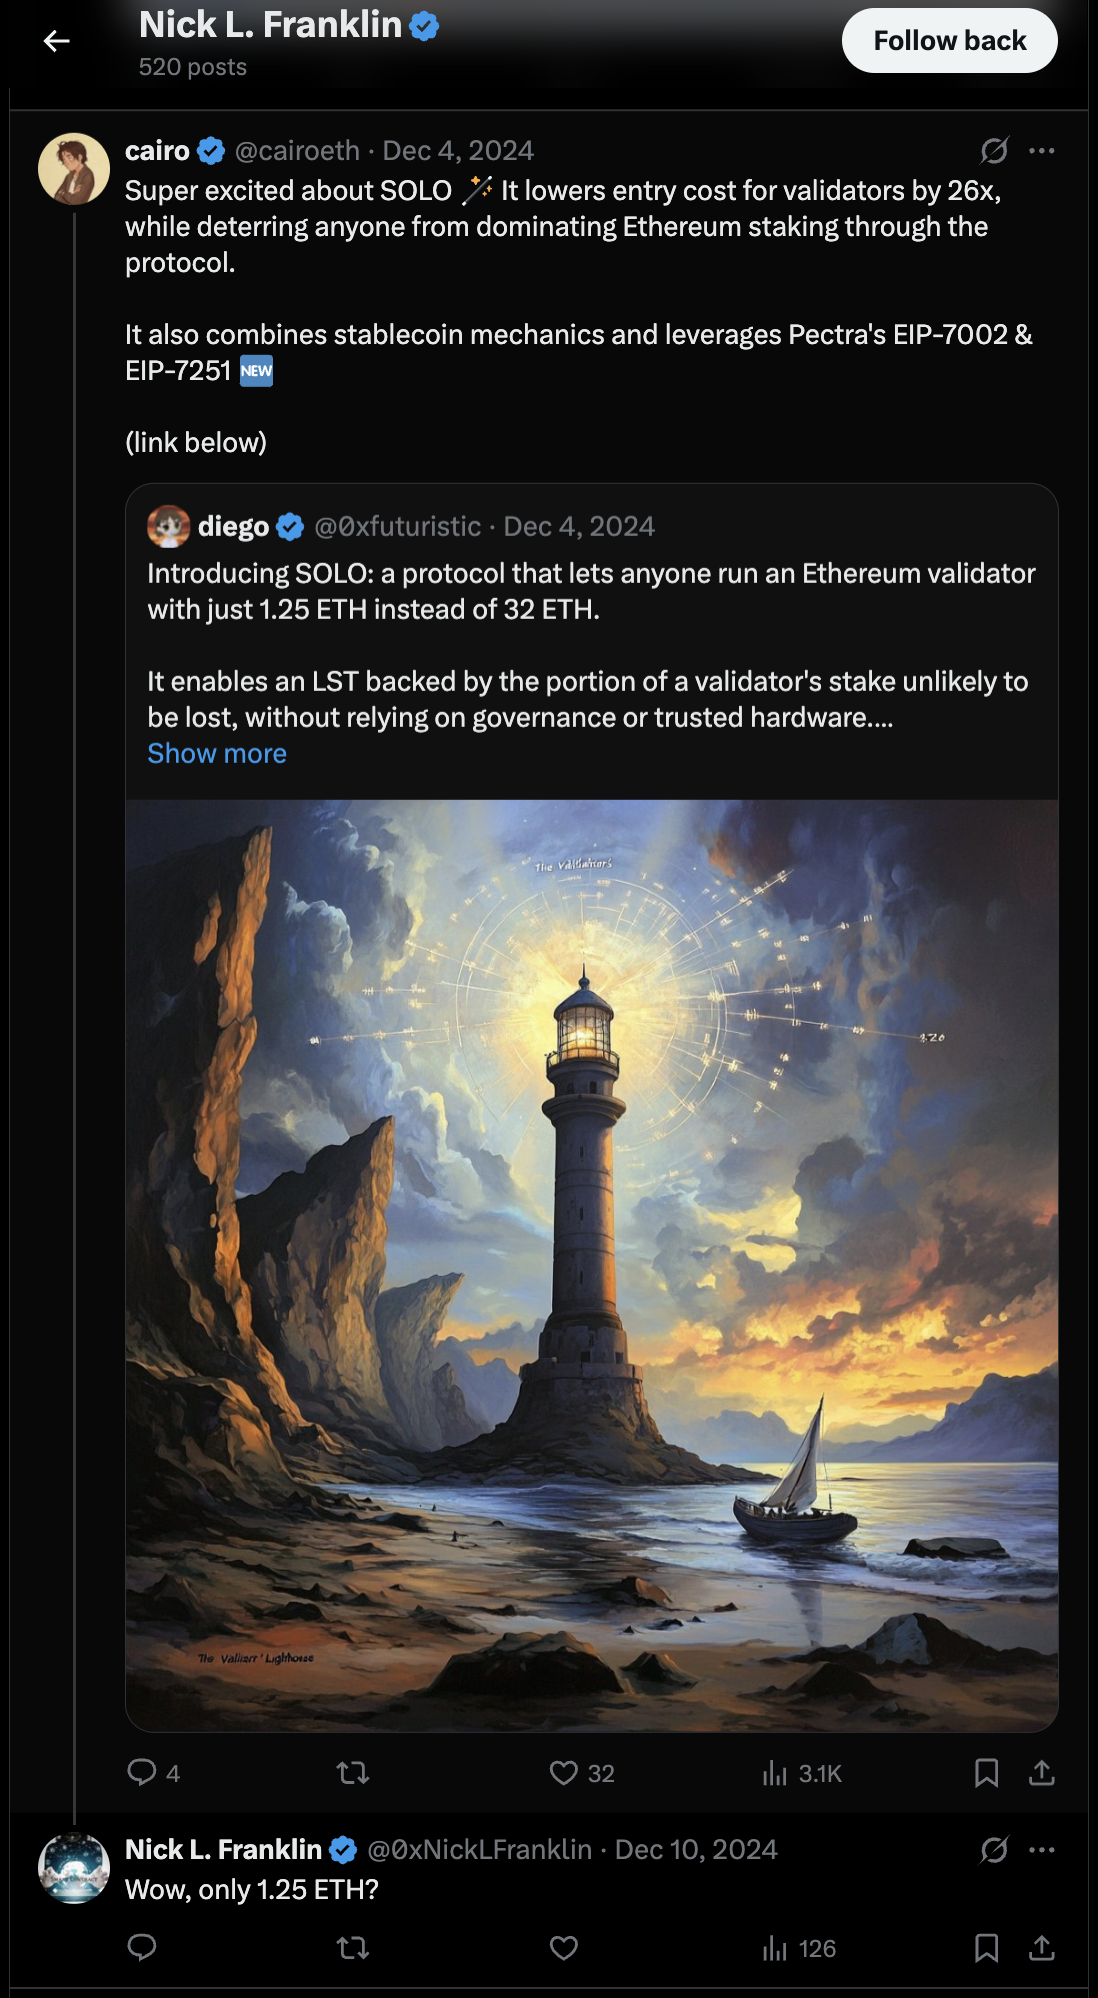 Nick L. Franklin
520 posts
Follow back
cairo @cairoeth · Dec 4, 2024
Super excited about SOLO 🪄 It lowers entry cost for validators by 26x,
while deterring anyone from dominating Ethereum staking through the
protocol.
It also combines stablecoin mechanics and leverages Pectra's EIP-7002 &
EIP-7251 🆕
(link below)
diego @0xfuturistic · Dec 4, 2024
Introducing SOLO: a protocol that lets anyone run an Ethereum validator
with just 1.25 ETH instead of 32 ETH.
It enables an LST backed by the portion of a validator's stake unlikely to
be lost, without relying on governance or trusted hardware....
Show more
The
The Lighthouse
4 32 3.1K
Nick L. Franklin @0xNickLFranklin · Dec 10, 2024
Wow, only 1.25 ETH?
126